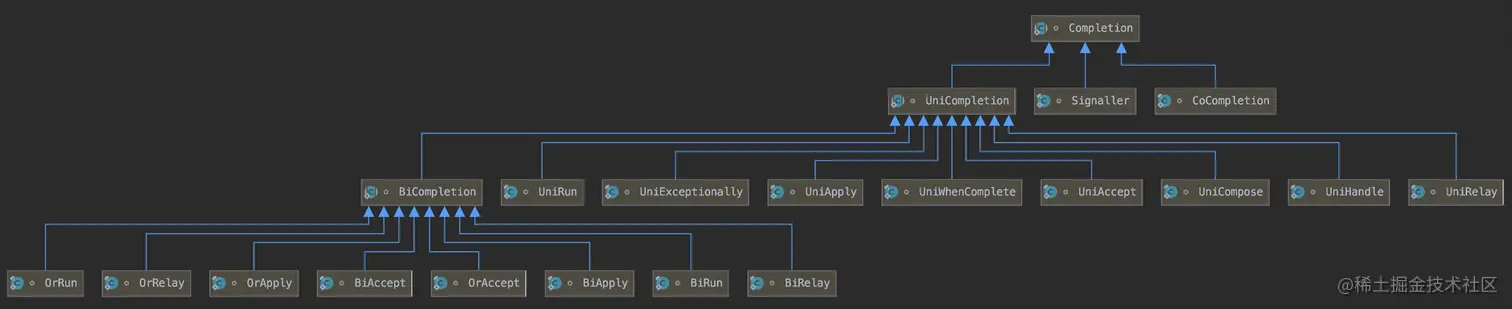 Completion
UniCompletion
Signaller
CoCompletion
BiCompletion
UniRun
UniExceptionally
UniApply
UniWhenComplete
UniAccept
UniCompose
UniHandle
UniRelay
OrRun
OrRelay
OrApply
BiAccept
OrAccept
BiApply
BiRun
BiRelay
@稀土掘金技术社区